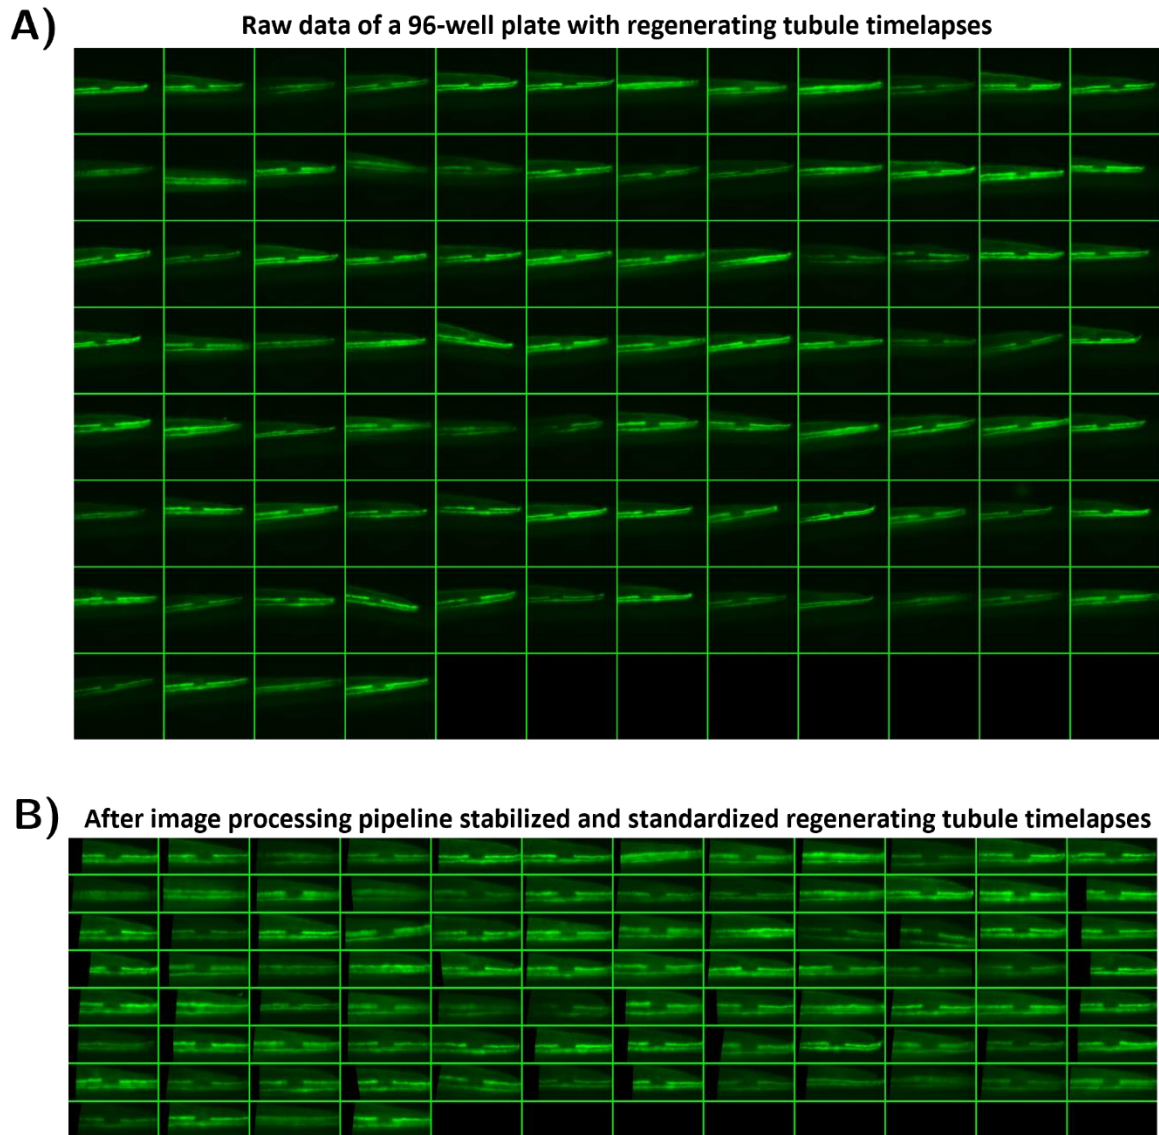 A)
Raw data of a 96-well plate with regenerating tubule timelapses
B)
After image processing pipeline stabilized and standardized regenerating tubule timelapses